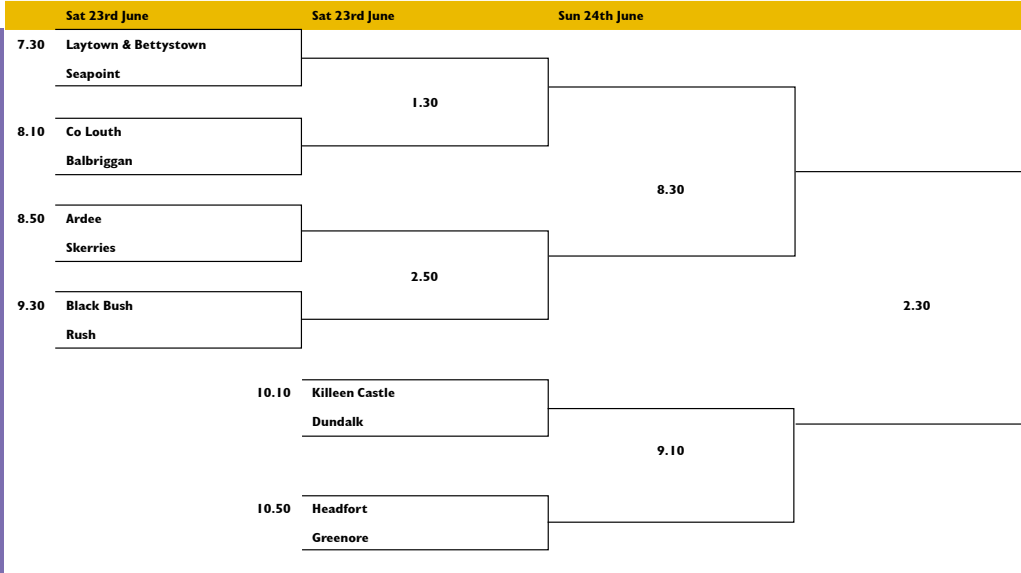 Sat 23rd June Sat 23rd June Sun 24th June
7.30 Laytown & Bettystown
Seapoint
1.30
8.10 Co Louth
Balbriggan
8.30
8.50 Ardee
Skerries
2.50
9.30 Black Bush
Rush
2.30
10.10 Killeen Castle
Dundalk
9.10
10.50 Headfort
Greenore